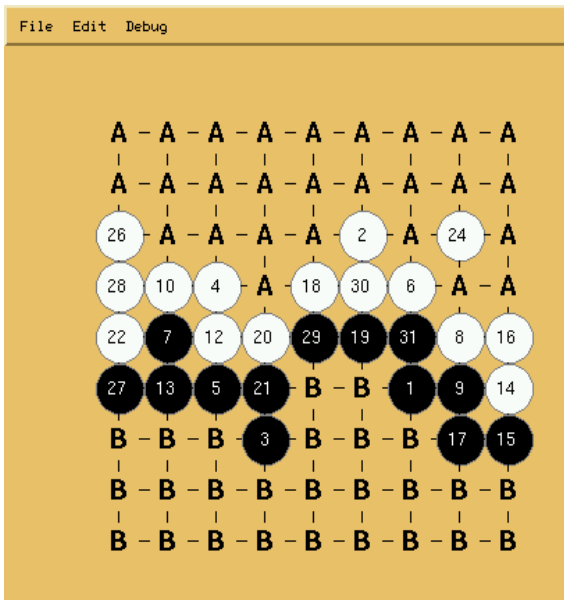 File Edit Debug
A - A - A - A - A - A - A - A - A
A - A - A - A - A - A - A - A - A
26 - A - A - A - A - 2 - A - 24 - A
28 10 4 - A - 18 30 6 - A - A
22 7 12 20 29 19 31 8 16
27 13 5 21 - B - B - 1 9 14
B - B - B - 3 - B - B - B - 17 15
B - B - B - B - B - B - B - B - B
B - B - B - B - B - B - B - B - B